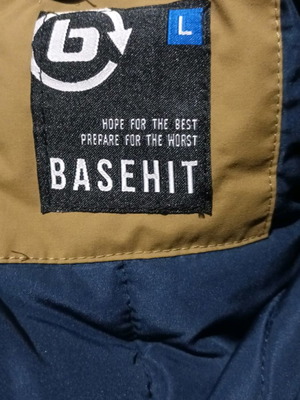 b
L
HOPE FOR THE BEST
PREPARE FOR THE WORST
BASEHIT